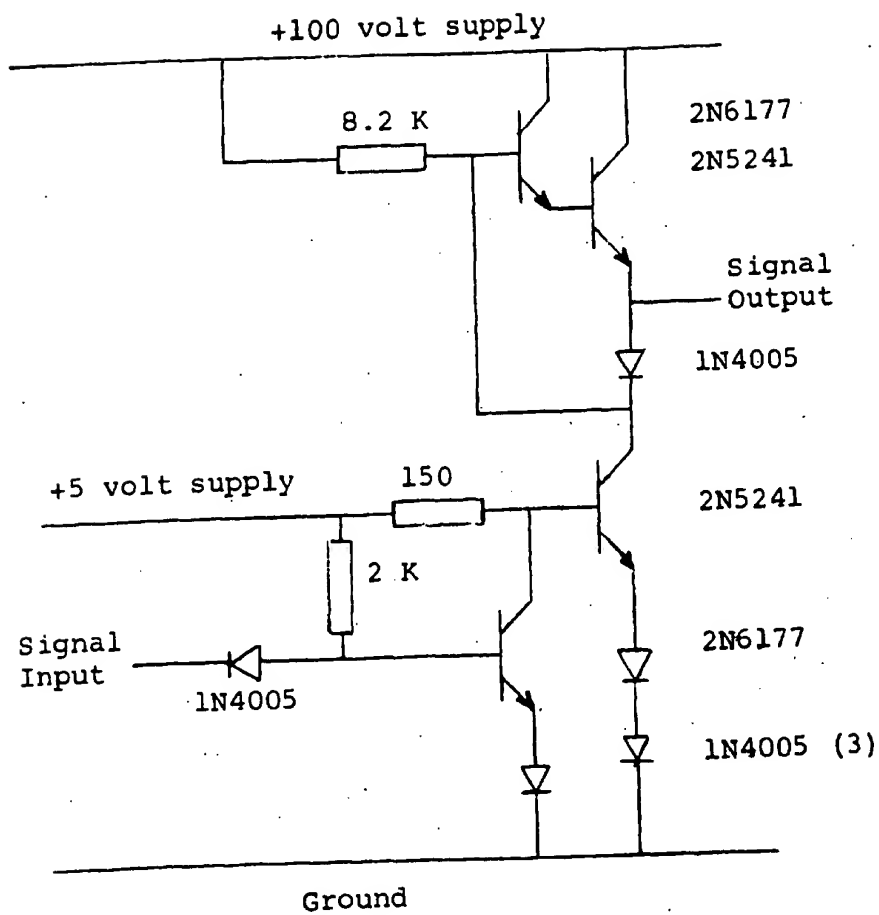 +100 volt supply
8.2 K
2N6177
2N5241
Signal
Output
1N4005
+5 volt supply
150
2N5241
2 K
Signal
Input
1N4005
2N6177
1N4005 (3)
Ground